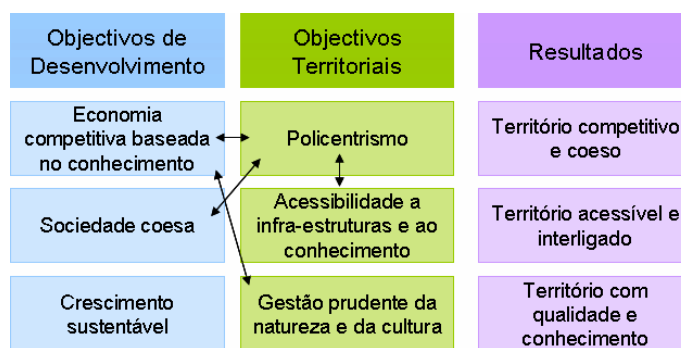 Objectivos de
Desenvolvimento
Objectivos
Territoriais
Resultados
Economia
competitiva baseada
no conhecimento
Policentrismo
Território competitivo
e coeso
Sociedade coesa
Acessibilidade a
infra-estruturas e ao
conhecimento
Território acessível e
interligado
Crescimento
sustentável
Gestão prudente da
natureza e da cultura
Território com
qualidade e
conhecimento